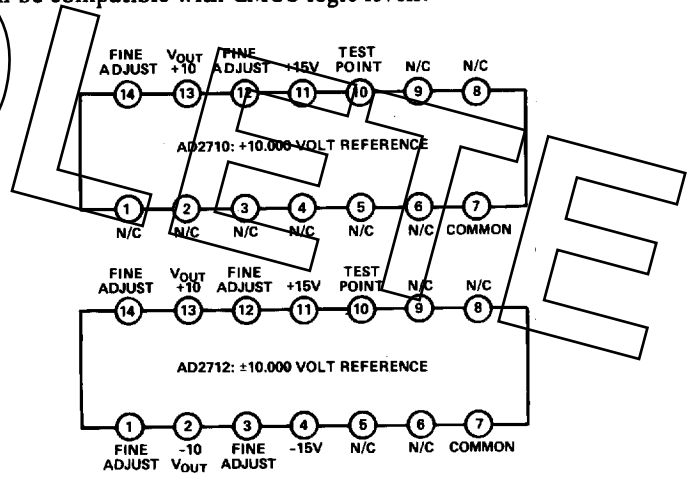 be compatible with CMOS logic levels.
FINE ADJUST VOUT +10 FINE ADJUST +15V TEST POINT N/C N/C
14 13 12 11 10 9 8
AD2710: +10.000 VOLT REFERENCE
1 2 3 4 5 6 7
N/C N/C N/C N/C N/C N/C COMMON
FINE ADJUST VOUT +10 FINE ADJUST +15V TEST POINT N/C N/C
14 13 12 11 10 9 8
AD2712: ±10.000 VOLT REFERENCE
1 2 3 4 5 6 7
FINE ADJUST -10 VOUT FINE ADJUST -15V N/C N/C COMMON
LETE